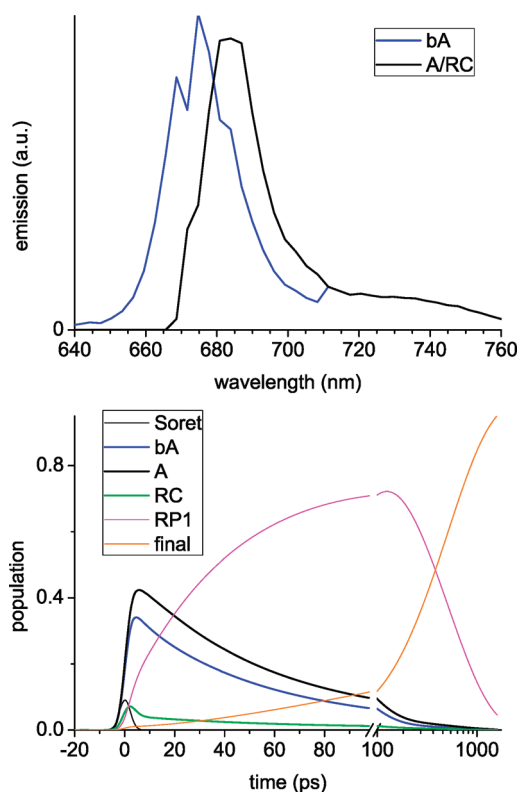 bA
A/RC
emission (a.u.)
0
640 660 680 700 720 740 760
wavelength (nm)
Soret
bA
A
RC
RP1
final
population
0.8
0.4
0.0
-20 0 20 40 60 80 100 1000
time (ps)